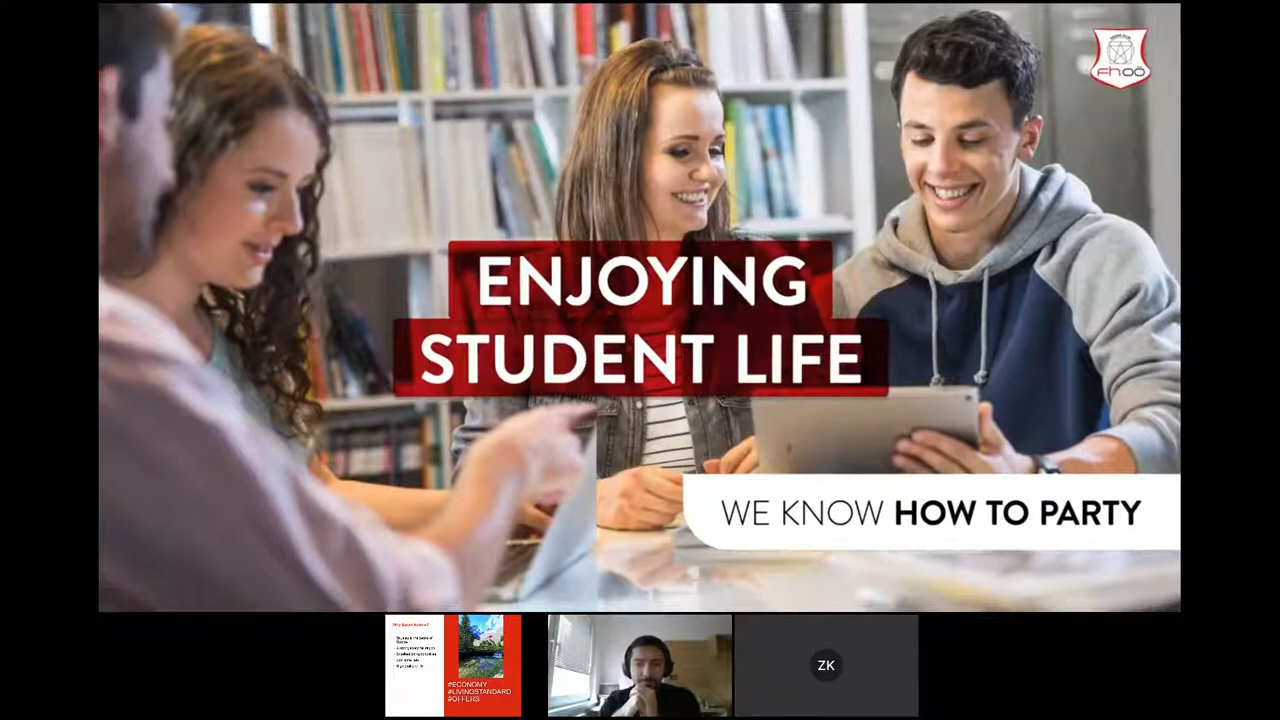 fhoö
ENJOYING
STUDENT LIFE
WE KNOW HOW TO PARTY
#ECONOMY
#LIVINGSTANDARD
#OFFERS
ZK